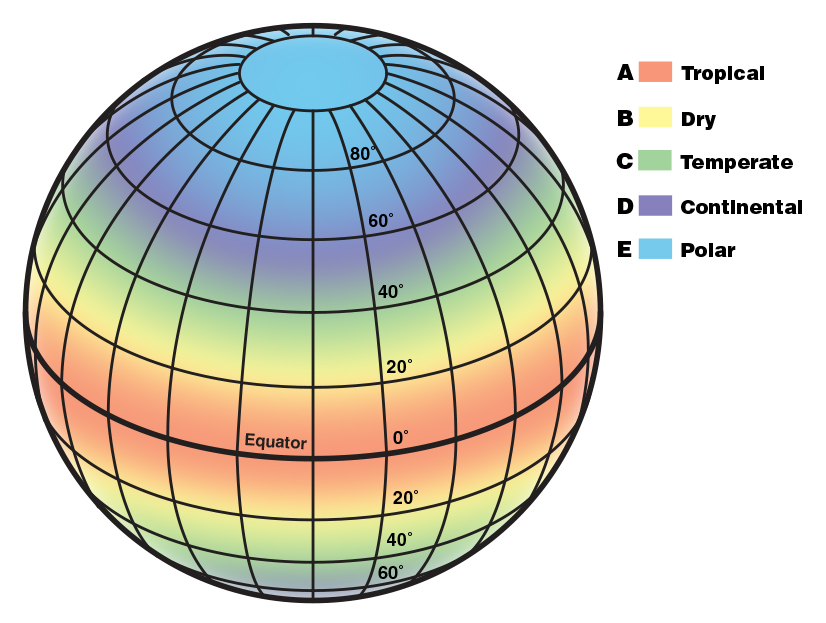 A Tropical
B Dry
C Temperate
D Continental
E Polar
80°
60°
40°
20°
Equator 0°
20°
40°
60°